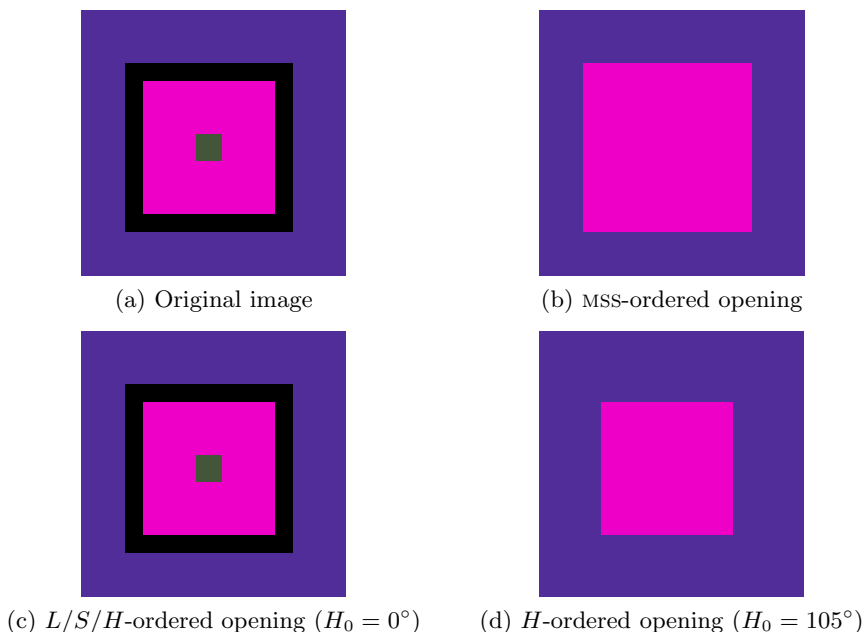 (a) Original image
(b) MSS-ordered opening
(c) L/S/H-ordered opening (H₀ = 0°)
(d) H-ordered opening (H₀ = 105°)